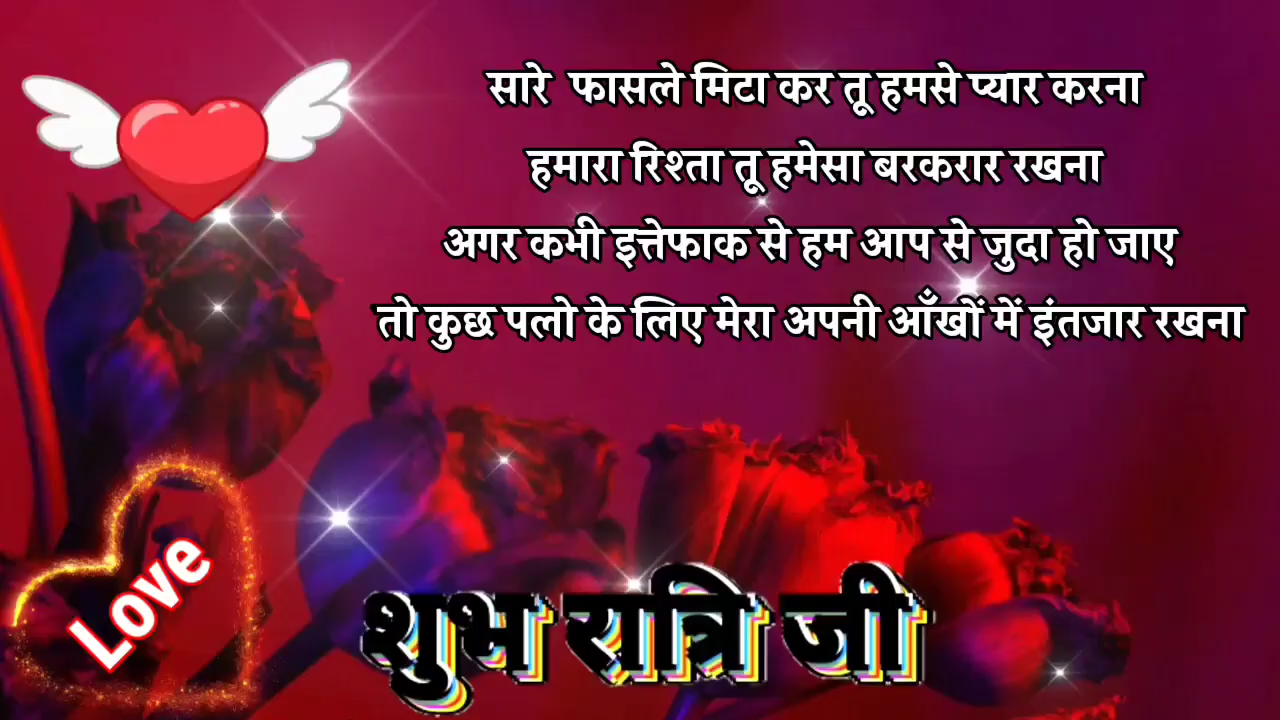 सारे फासले मिटा कर तू हमसे प्यार करना
हमारा रिश्ता तू हमेसा बरकरार रखना
अगर कभी इत्तेफाक से हम आप से जुदा हो जाए
तो कुछ पलो के लिए मेरा अपनी आँखों में इंतजार रखना
Love
शुभ रात्रि जी